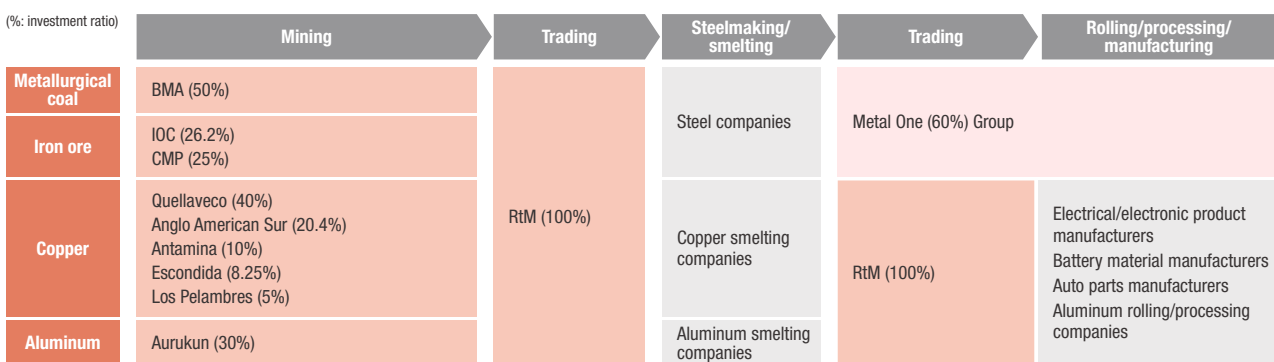 (%: investment ratio)
Mining
Trading
Steelmaking/
smelting
Trading
Rolling/processing/
manufacturing
Metallurgical
coal
BMA (50%)
Iron ore
IOC (26.2%)
CMP (25%)
Copper
Quellaveco (40%)
Anglo American Sur (20.4%)
Antamina (10%)
Escondida (8.25%)
Los Pelambres (5%)
Aluminum
Aurukun (30%)
RtM (100%)
Steel companies
Copper smelting
companies
Aluminum smelting
companies
Metal One (60%) Group
RtM (100%)
Electrical/electronic product
manufacturers
Battery material manufacturers
Auto parts manufacturers
Aluminum rolling/processing
companies